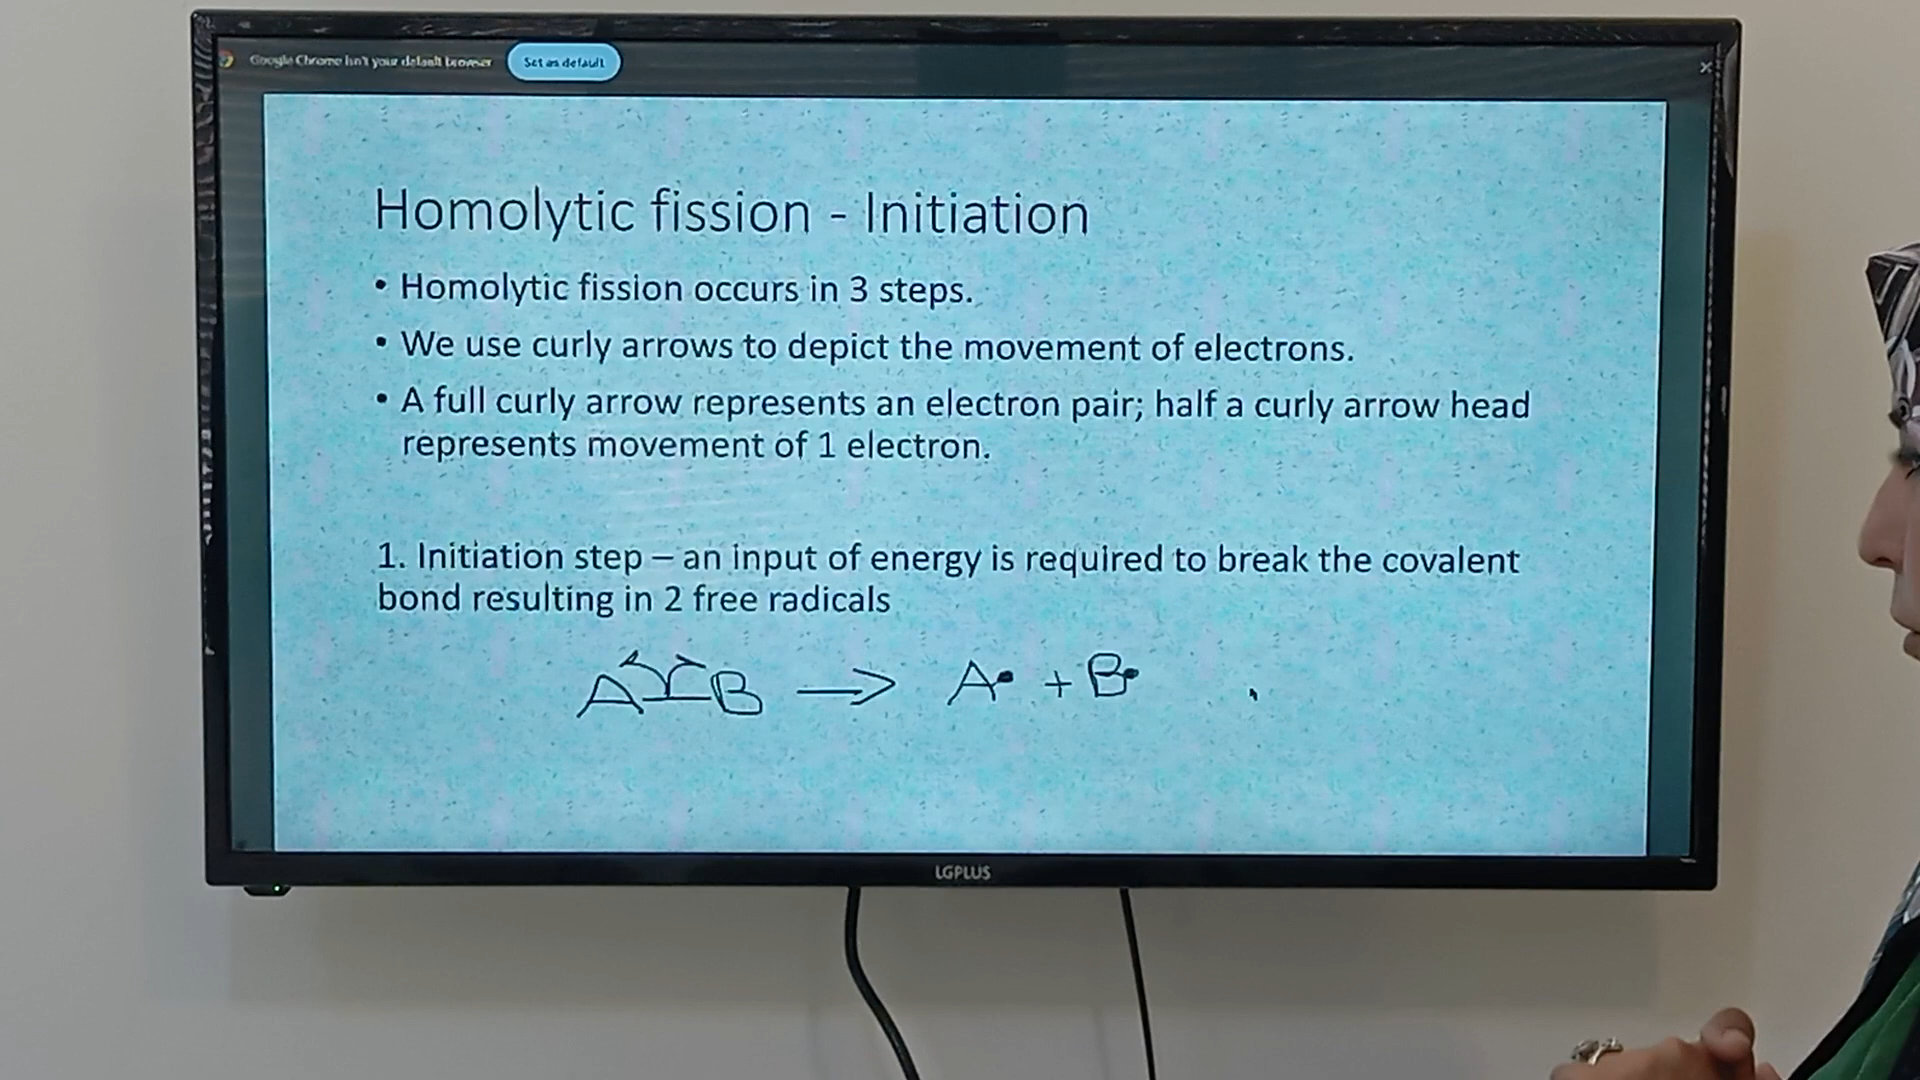 Google Chrome isn't your default browser Set as default
Homolytic fission - Initiation
• Homolytic fission occurs in 3 steps.
• We use curly arrows to depict the movement of electrons.
• A full curly arrow represents an electron pair; half a curly arrow head
represents movement of 1 electron.
1. Initiation step – an input of energy is required to break the covalent
bond resulting in 2 free radicals
A B → A• + B•
LGPLUS